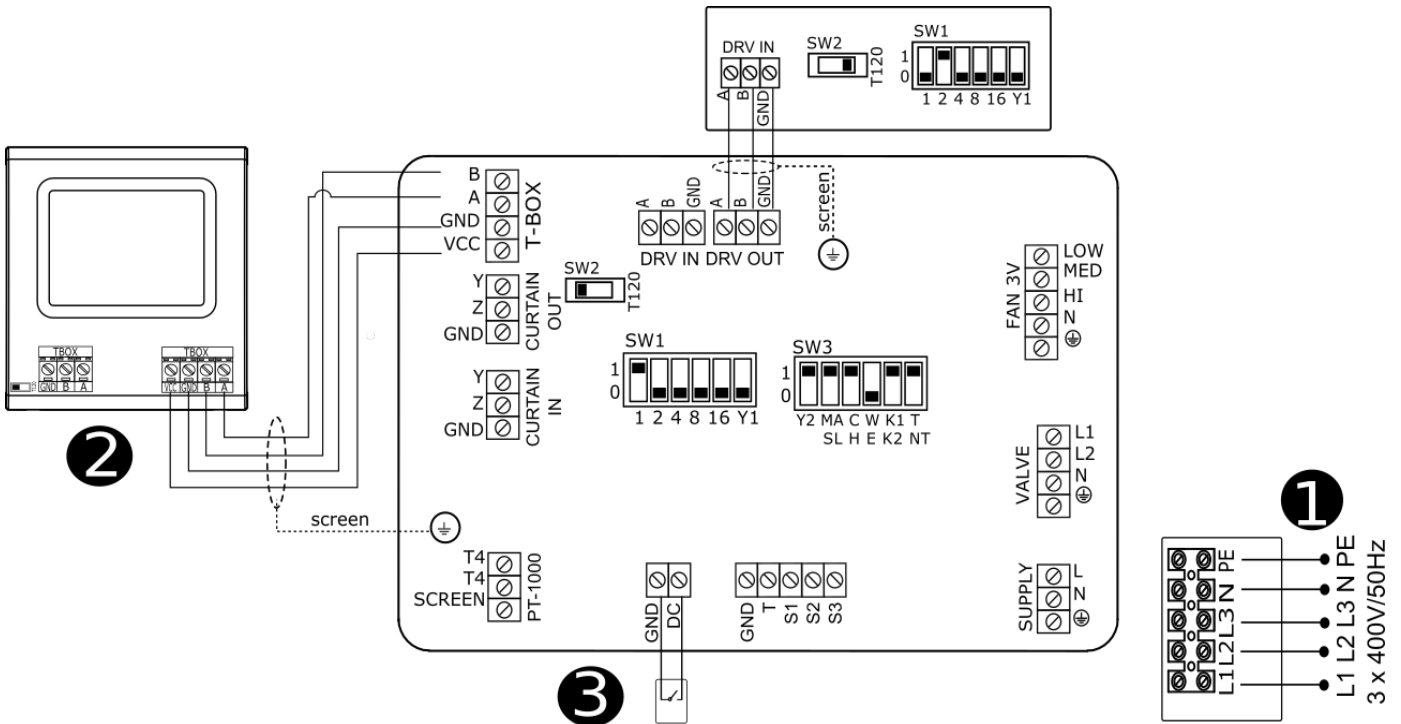 DRV IN
A
B
GND
SW2
T120
SW1
1
0
1 2 4 8 16 Y1
TBOX
GND B A
TBOX
VCC GND B A
2
screen
B
A
GND
VCC
T-BOX
Y
Z
GND
CURTAIN
OUT
Y
Z
GND
CURTAIN
IN
T4
T4
SCREEN
PT-1000
A
B
GND
DRV IN
A
B
GND
DRV OUT
screen
SW2
T120
SW1
1
0
1 2 4 8 16 Y1
SW3
1
0
Y2 MA C W K1 T
SL H E K2 NT
GND
DC
3
GND
T
S1
S2
S3
FAN 3V
LOW
MED
HI
N
VALVE
L1
L2
N
SUPPLY
L
N
1
PE
N
L3
L2
L1
L1 L2 L3 N PE
3 x 400V/50Hz